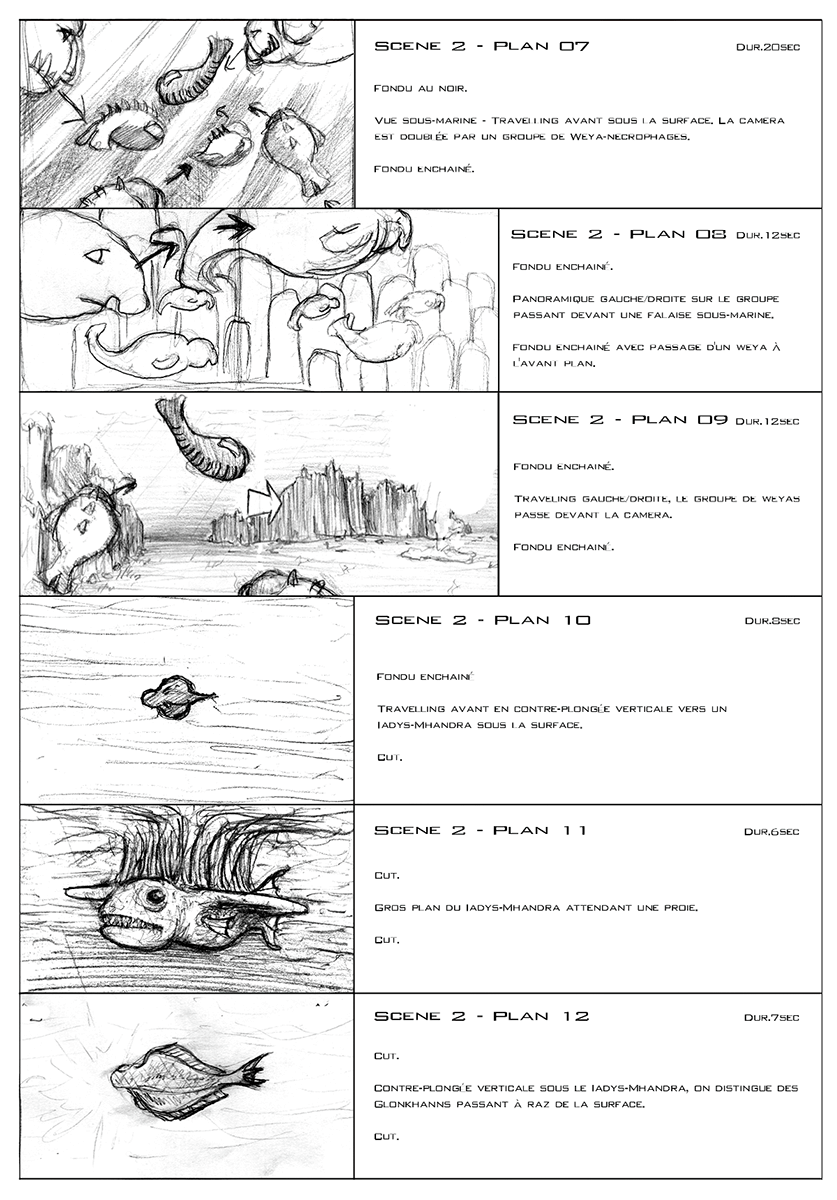 Scene 2 - Plan 07
Dur.20sec
Fondu au noir.
Vue sous-marine - Travelling avant sous la surface. La camera
est doublée par un groupe de Weya-necrophages.
Fondu enchainé.
Scene 2 - Plan 08
Dur.12sec
Fondu enchainé.
Panoramique gauche/droite sur le groupe
passant devant une falaise sous-marine.
Fondu enchainé avec passage d'un weya à
l'avant plan.
Scene 2 - Plan 09
Dur.12sec
Fondu enchainé.
Traveling gauche/droite, le groupe de weyas
passe devant la camera.
Fondu enchainé.
Scene 2 - Plan 10
Dur.8sec
Fondu enchainé
Travelling avant en contre-plongée verticale vers un
Iadys-Mhandra sous la surface.
Cut.
Scene 2 - Plan 11
Dur.6sec
Cut.
Gros plan du Iadys-Mhandra attendant une proie.
Cut.
Scene 2 - Plan 12
Dur.7sec
Cut.
Contre-plongée verticale sous le Iadys-Mhandra, on distingue des
Glonkhanns passant à raz de la surface.
Cut.